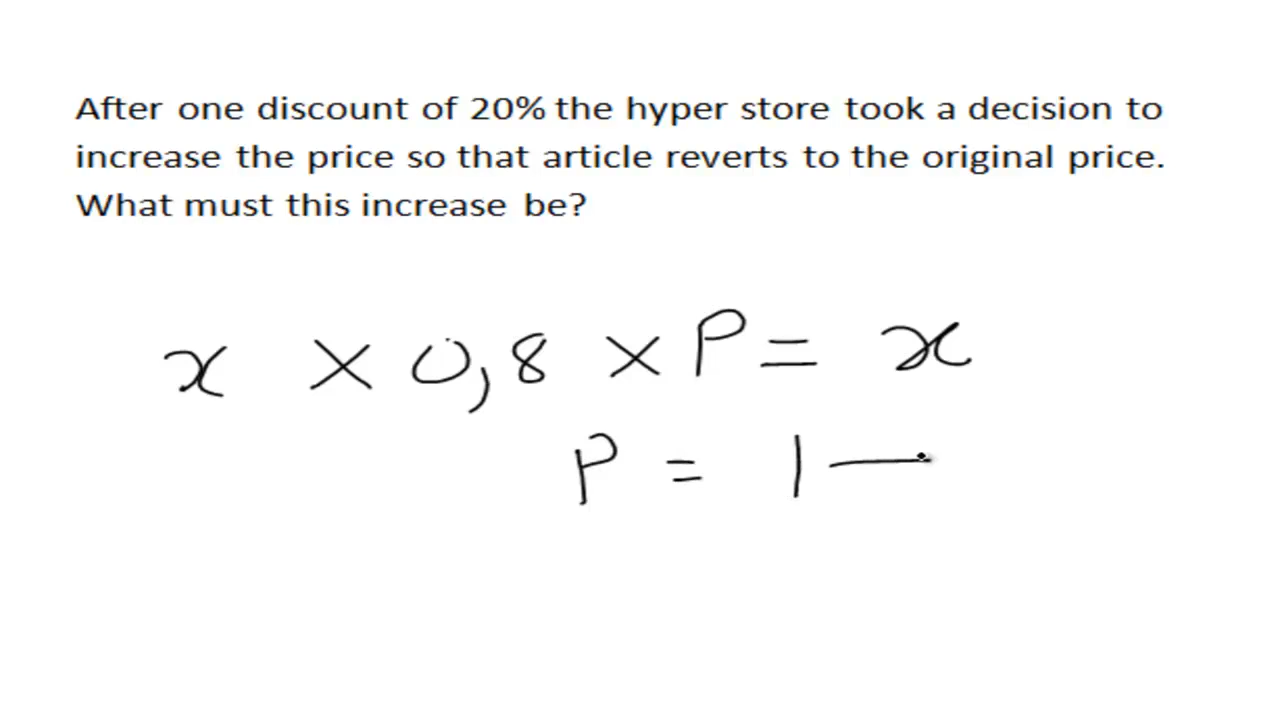 After one discount of 20% the hyper store took a decision to
increase the price so that article reverts to the original price.
What must this increase be?
x × 0,8 × P = x
P = 1 —